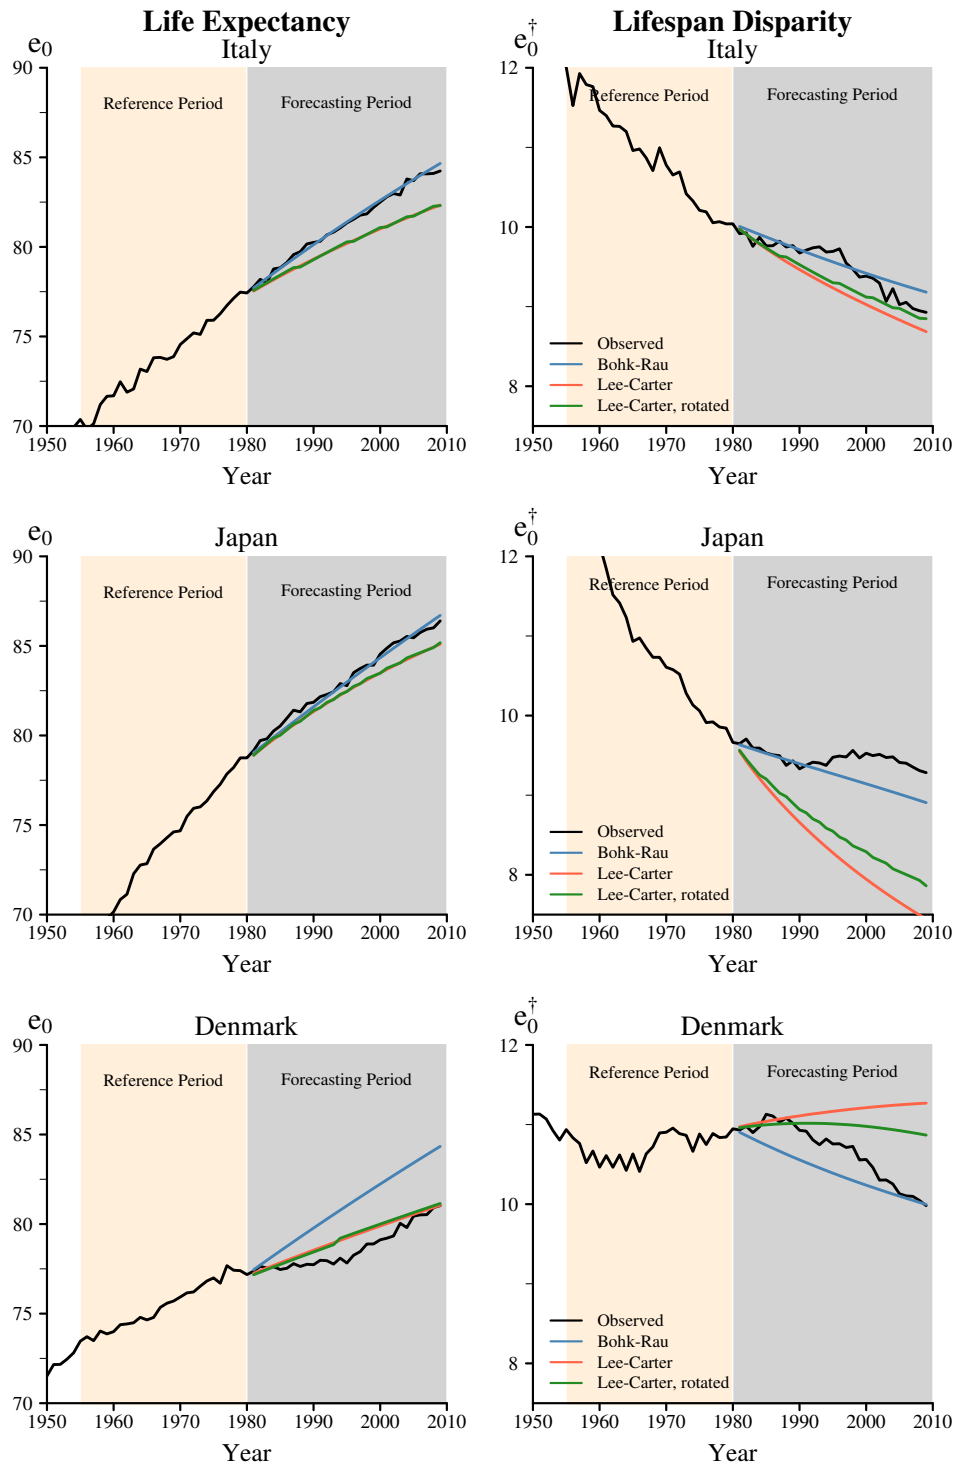 Life Expectancy
Lifespan Disparity
e0
Italy
90
85
80
75
70
Reference Period
Forecasting Period
1950 1960 1970 1980 1990 2000 2010
Year
e0†
Italy
12
10
8
Reference Period
Forecasting Period
Observed
Bohk-Rau
Lee-Carter
Lee-Carter, rotated
1950 1960 1970 1980 1990 2000 2010
Year
e0
Japan
90
85
80
75
70
Reference Period
Forecasting Period
1950 1960 1970 1980 1990 2000 2010
Year
e0†
Japan
12
10
8
Reference Period
Forecasting Period
Observed
Bohk-Rau
Lee-Carter
Lee-Carter, rotated
1950 1960 1970 1980 1990 2000 2010
Year
e0
Denmark
90
85
80
75
70
Reference Period
Forecasting Period
1950 1960 1970 1980 1990 2000 2010
Year
e0†
Denmark
12
10
8
Reference Period
Forecasting Period
Observed
Bohk-Rau
Lee-Carter
Lee-Carter, rotated
1950 1960 1970 1980 1990 2000 2010
Year